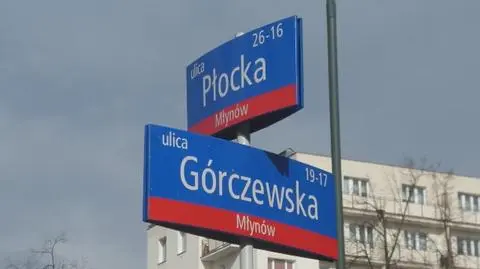 ulica 26-16
Płocka
Młynów
ulica 19-17
Górczewska
Młynów